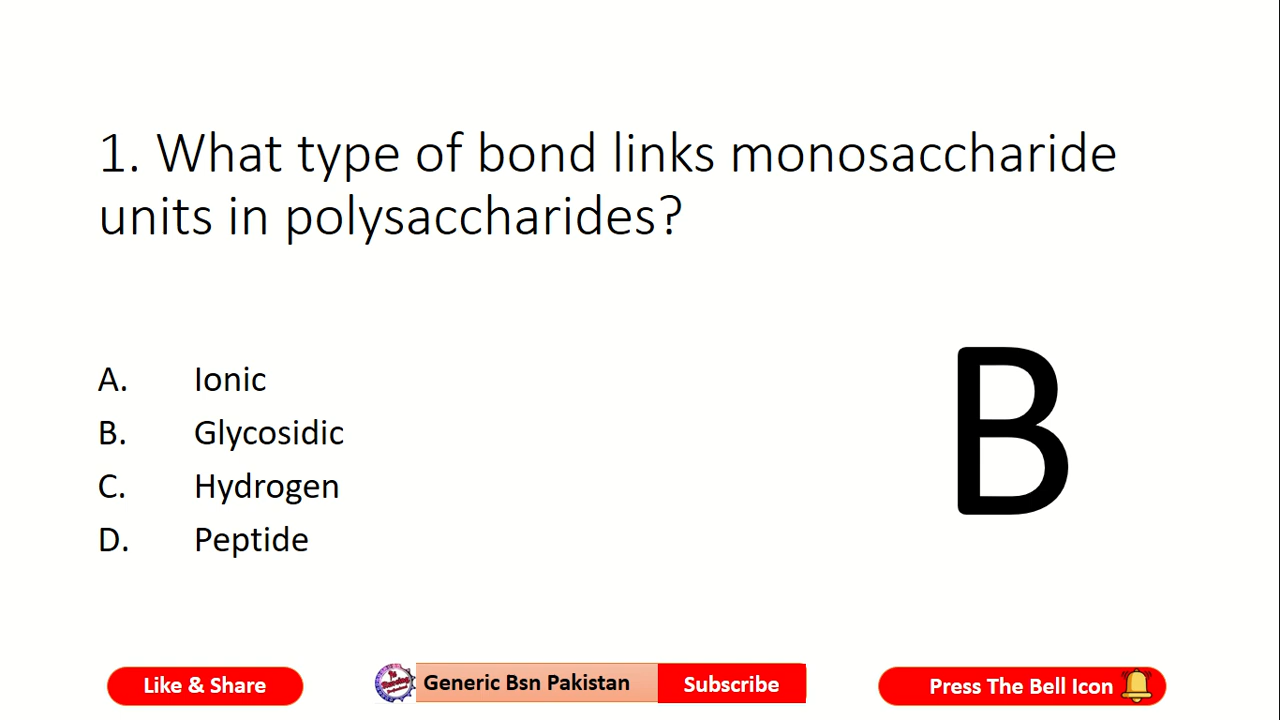 1. What type of bond links monosaccharide
units in polysaccharides?
A. Ionic
B. Glycosidic
C. Hydrogen
D. Peptide
B
Like & Share
Generic Bsn Pakistan
Subscribe
Press The Bell Icon